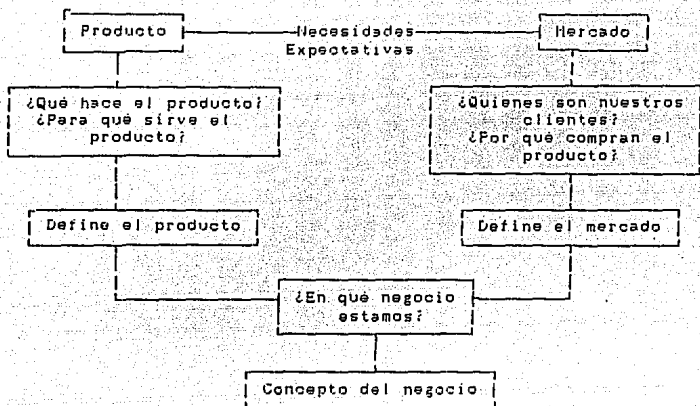 Producto
Necesidades
Expectativas
Mercado
¿Qué hace el producto?
¿Para qué sirve el
producto?
¿Quienes son nuestros
clientes?
¿Por qué compran el
producto?
Define el producto
Define el mercado
¿En qué negocio
estamos?
Concepto del negocio